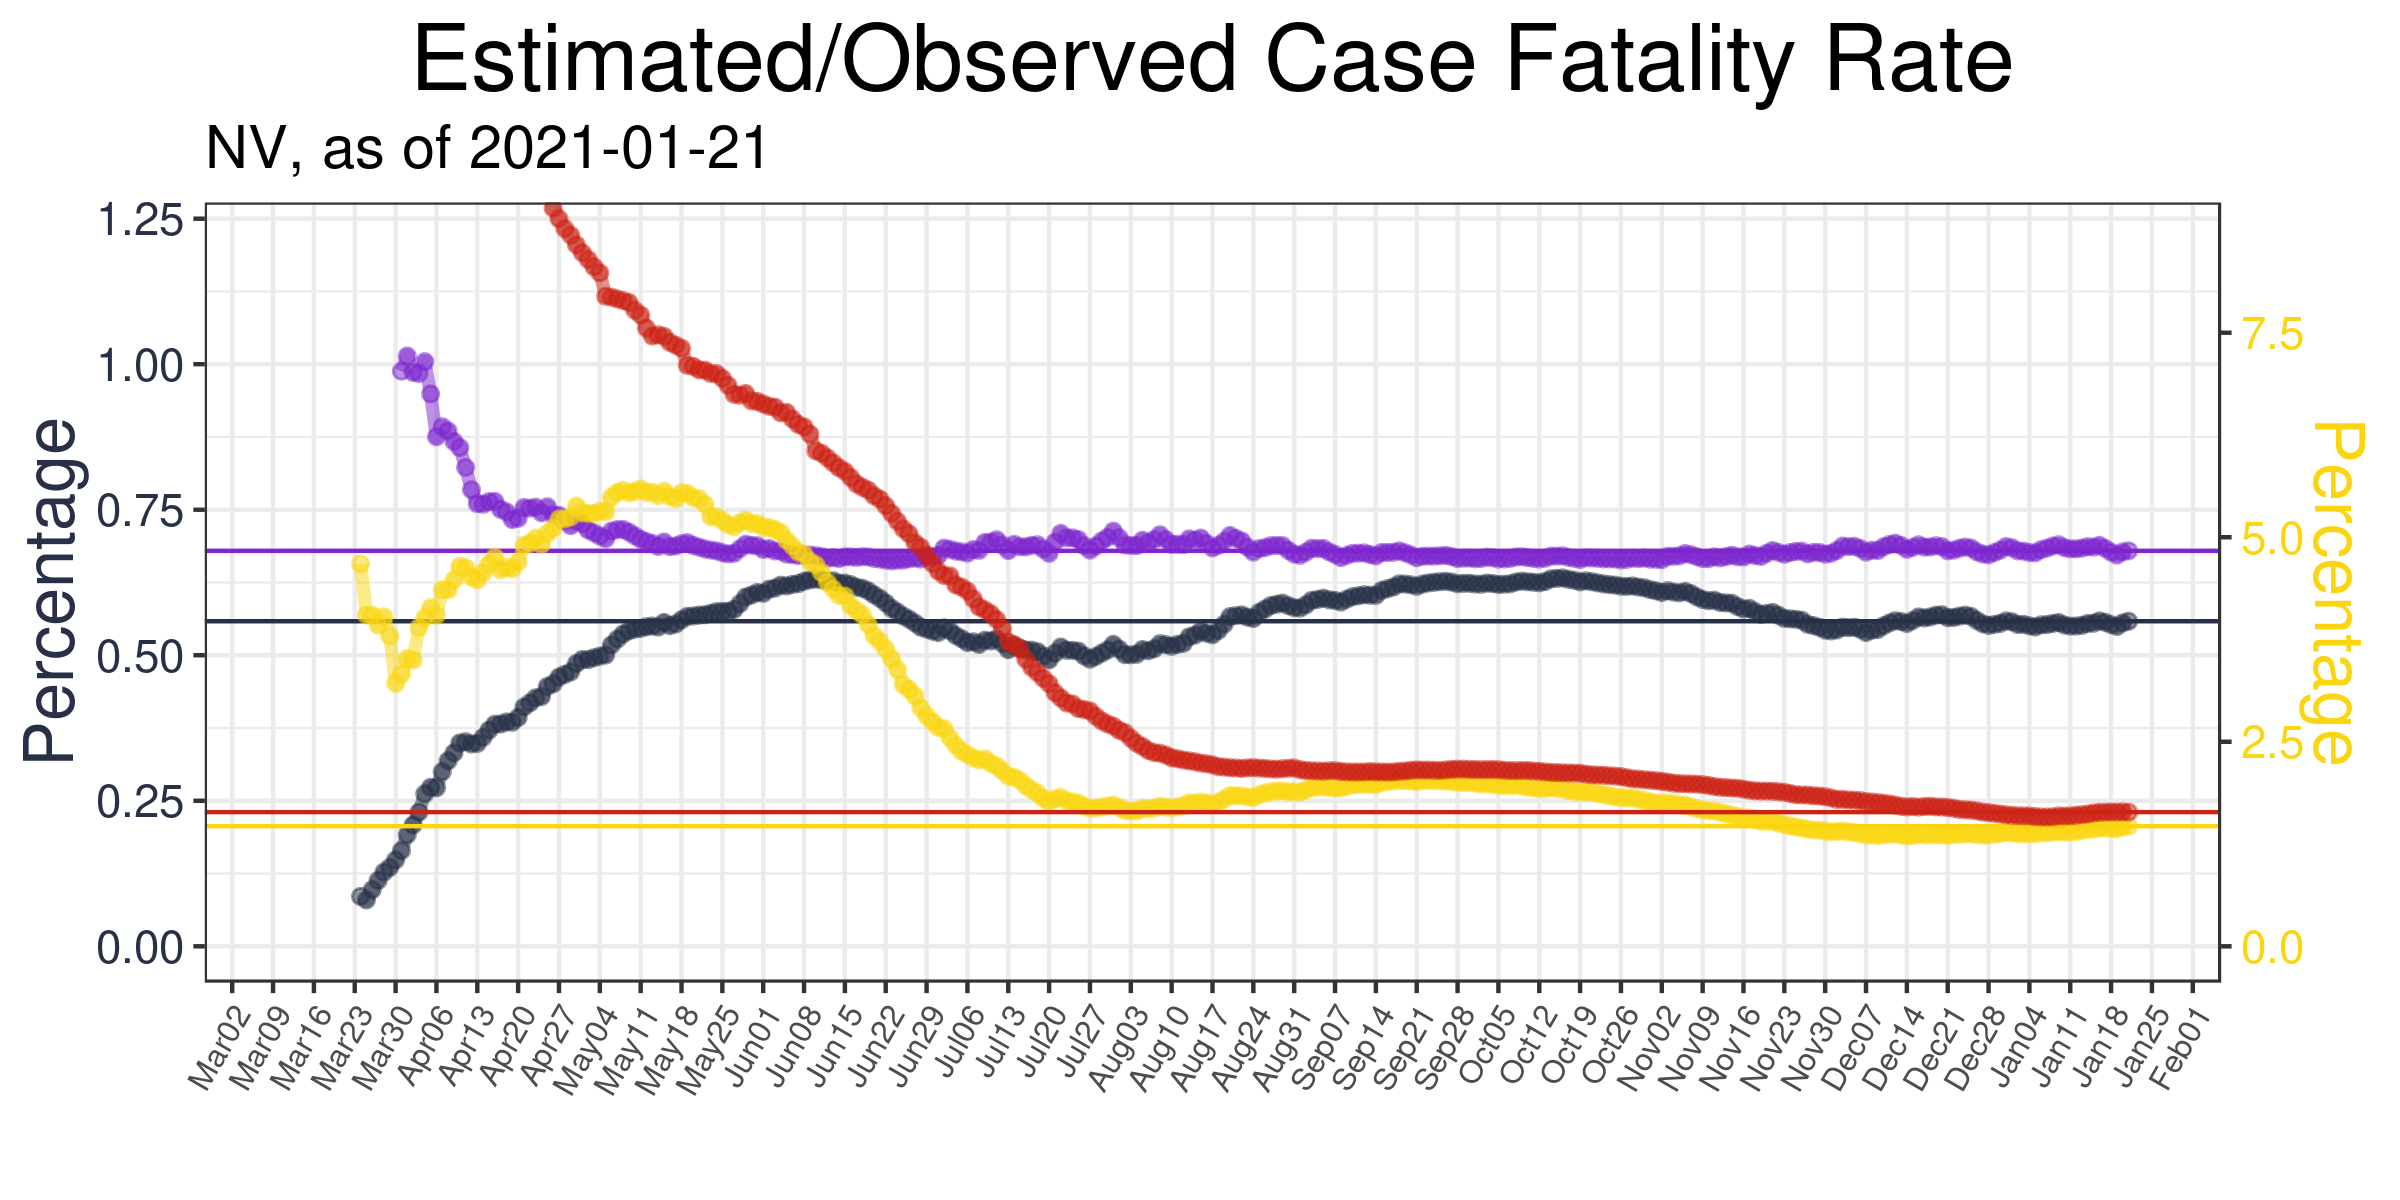 Estimated/Observed Case Fatality Rate
NV, as of 2021-01-21
Percentage
1.25
1.00
0.75
0.50
0.25
0.00
7.5
5.0
2.5
0.0
Percentage
Mar02
Mar09
Mar16
Mar23
Mar30
Apr06
Apr13
Apr20
Apr27
May04
May11
May18
May25
Jun01
Jun08
Jun15
Jun22
Jun29
Jul06
Jul13
Jul20
Jul27
Aug03
Aug10
Aug17
Aug24
Aug31
Sep07
Sep14
Sep21
Sep28
Oct05
Oct12
Oct19
Oct26
Nov02
Nov09
Nov16
Nov23
Nov30
Dec07
Dec14
Dec21
Dec28
Jan04
Jan11
Jan18
Jan25
Feb01